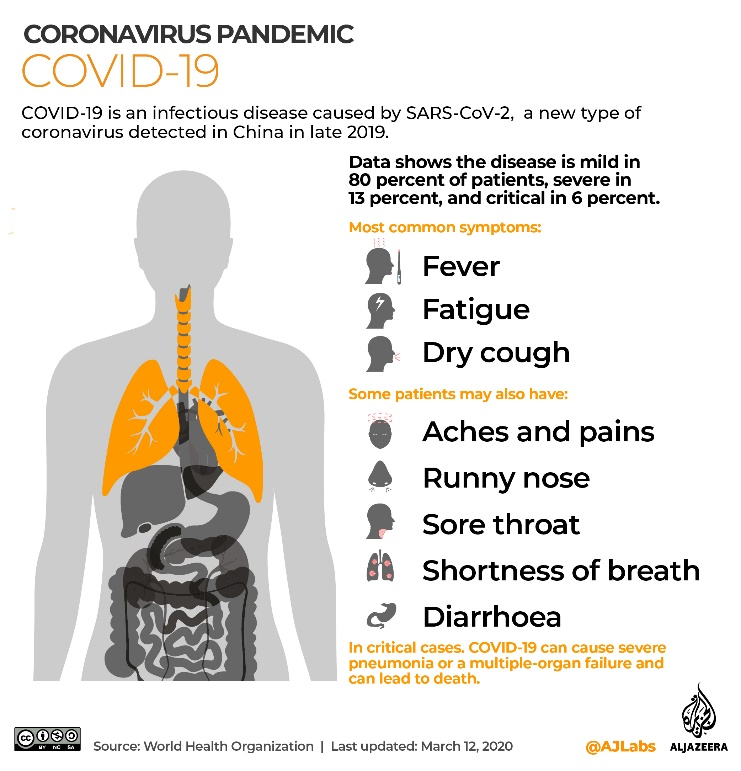 CORONAVIRUS PANDEMIC
COVID-19
COVID-19 is an infectious disease caused by SARS-CoV-2, a new type of
coronavirus detected in China in late 2019.
Data shows the disease is mild in
80 percent of patients, severe in
13 percent, and critical in 6 percent.
Most common symptoms:
Fever
Fatigue
Dry cough
Some patients may also have:
Aches and pains
Runny nose
Sore throat
Shortness of breath
Diarrhoea
In critical cases. COVID-19 can cause severe
pneumonia or a multiple-organ failure and
can lead to death.
cc BY NC SA
Source: World Health Organization | Last updated: March 12, 2020
@AJLabs
ALJAZEERA